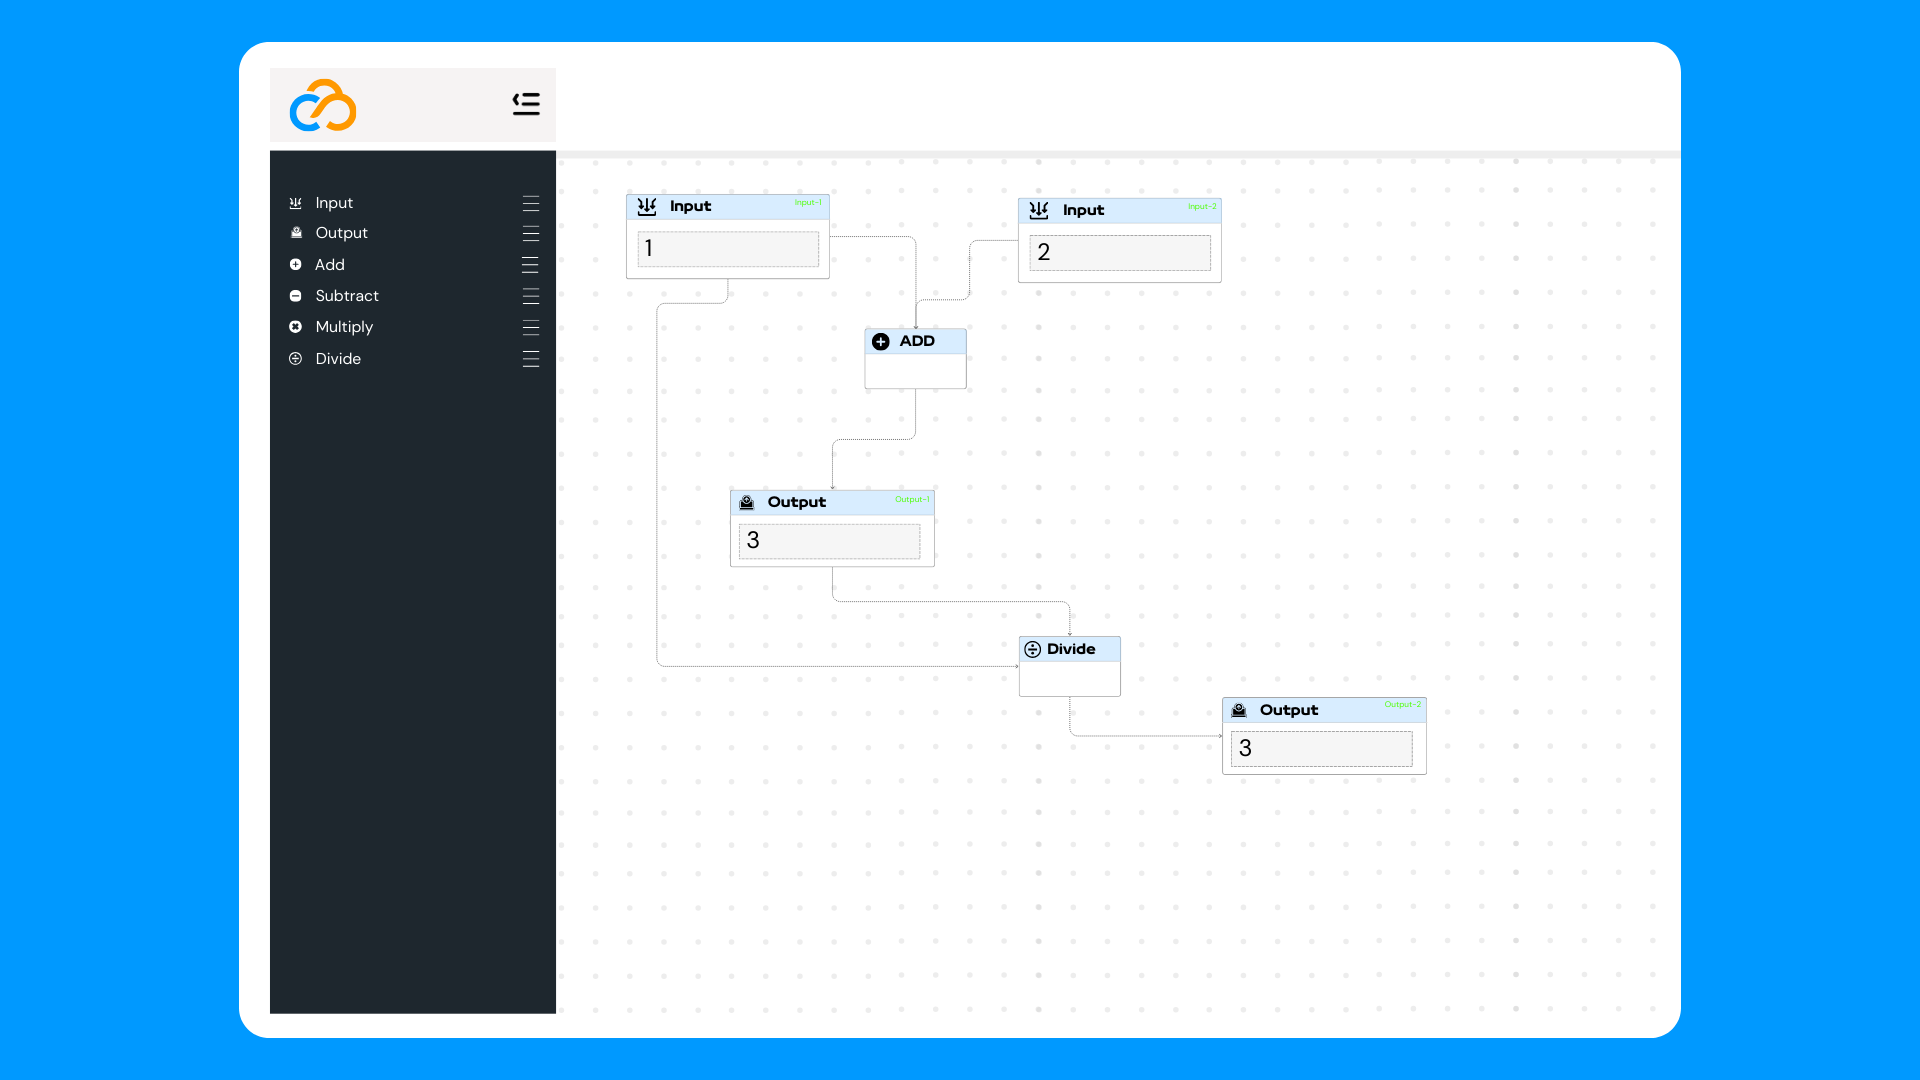 Input
Output
Add
Subtract
Multiply
Divide
Input
Input-1
1
Input
Input-2
2
ADD
Output
Output-1
3
Divide
Output
Output-2
3